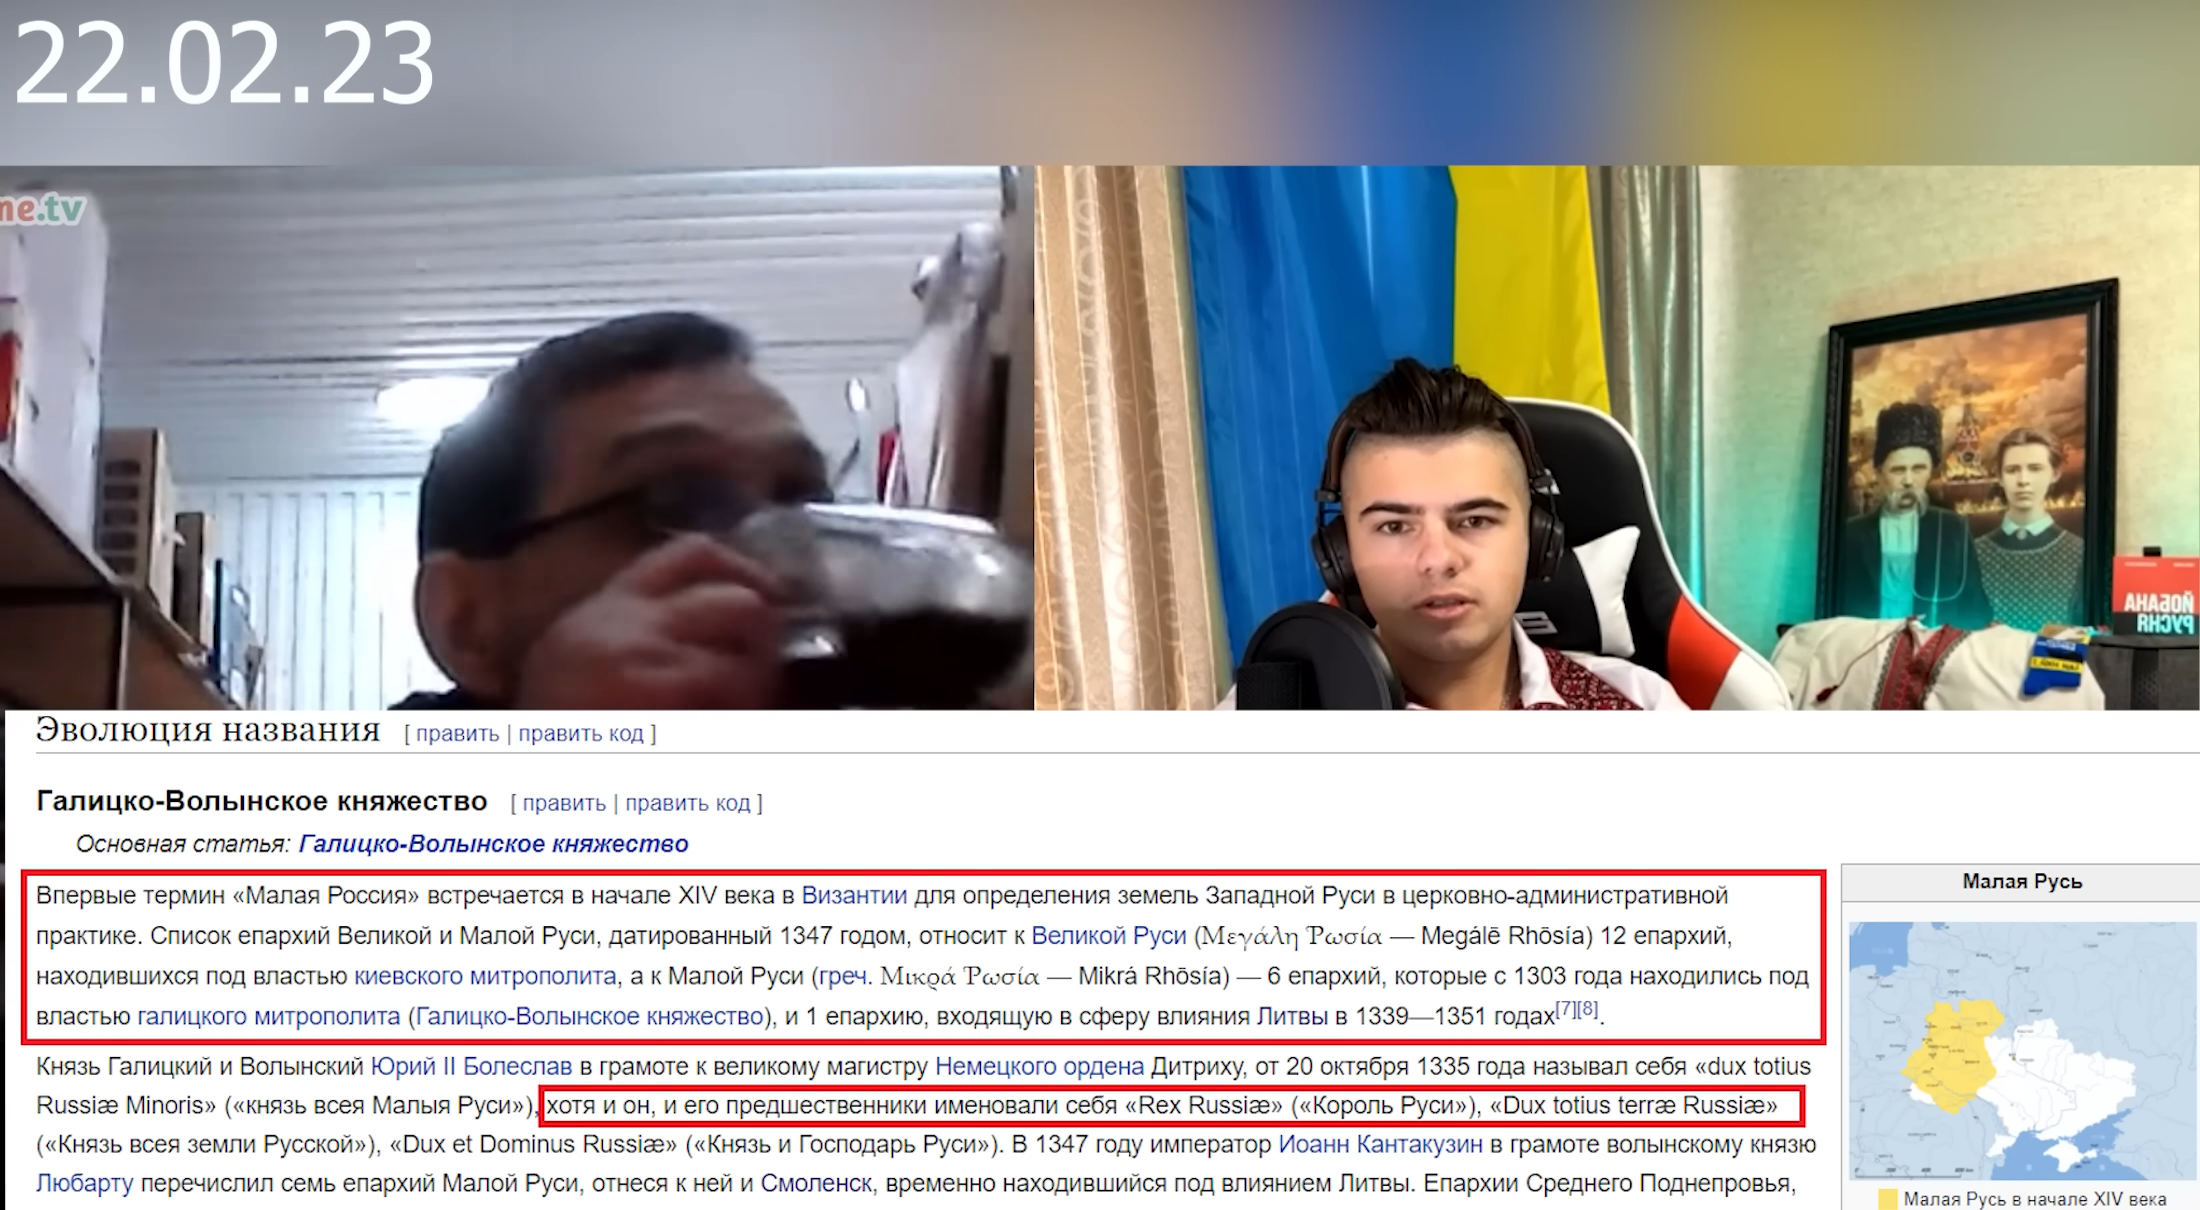 22.02.23
me.tv
ЙОБАНА
РУСНЯ
Эволюция названия [ править | править код ]
Галицко-Волынское княжество [ править | править код ]
Основная статья: Галицко-Волынское княжество
Впервые термин «Малая Россия» встречается в начале XIV века в Византии для определения земель Западной Руси в церковно-административной
практике. Список епархий Великой и Малой Руси, датированный 1347 годом, относит к Великой Руси (Μεγάλη Ῥωσία — Megálē Rhōsía) 12 епархий,
находившихся под властью киевского митрополита, а к Малой Руси (греч. Μικρά Ῥωσία — Mikrá Rhōsía) — 6 епархий, которые с 1303 года находились под
властью галицкого митрополита (Галицко-Волынское княжество), и 1 епархию, входящую в сферу влияния Литвы в 1339—1351 годах[7][8].
Князь Галицкий и Волынский Юрий II Болеслав в грамоте к великому магистру Немецкого ордена Дитриху, от 20 октября 1335 года называл себя «dux totius
Russiæ Minoris» («князь всея Малыя Руси»), хотя и он, и его предшественники именовали себя «Rex Russiæ» («Король Руси»), «Dux totius terræ Russiæ»
(«Князь всея земли Русской»), «Dux et Dominus Russiæ» («Князь и Господарь Руси»). В 1347 году император Иоанн Кантакузин в грамоте волынскому князю
Любарту перечислил семь епархий Малой Руси, отнеся к ней и Смоленск, временно находившийся под влиянием Литвы. Епархии Среднего Поднепровья,
Малая Русь
Малая Русь в начале XIV века